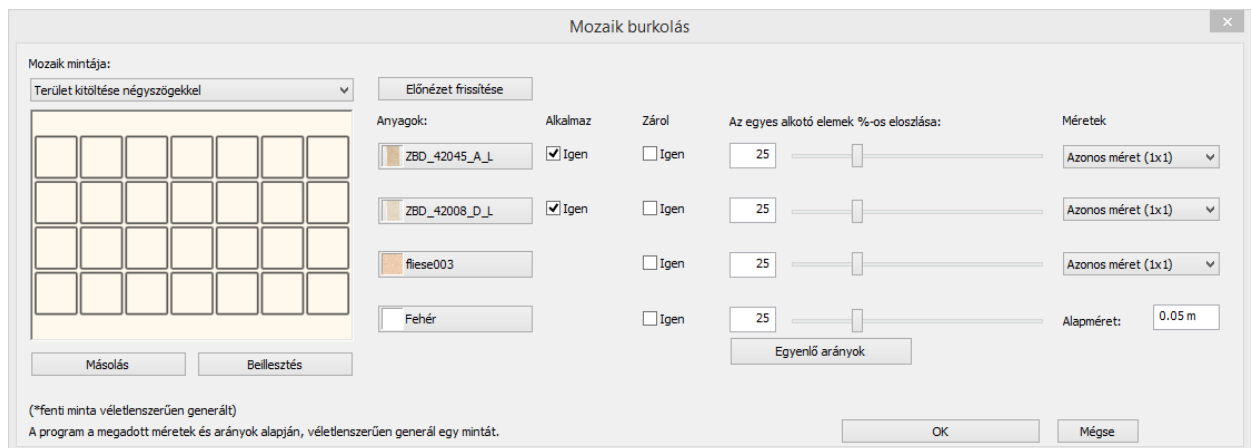 Mozaik burkolás
Mozaik mintája:
Terület kitöltése négyszögekkel
Előnézet frissítése
Anyagok: Alkalmaz Zárol Az egyes alkotó elemek %-os eloszlása: Méretek
ZBD_42045_A_L Igen Igen 25 Azonos méret (1x1)
ZBD_42008_D_L Igen Igen 25 Azonos méret (1x1)
fliese003 Igen 25 Azonos méret (1x1)
Fehér Igen 25 Alapméret: 0.05 m
Egyenlő arányok
Másolás Beillesztés
(*fenti minta véletlenszerűen generált)
A program a megadott méretek és arányok alapján, véletlenszerűen generál egy mintát.
OK Mégse